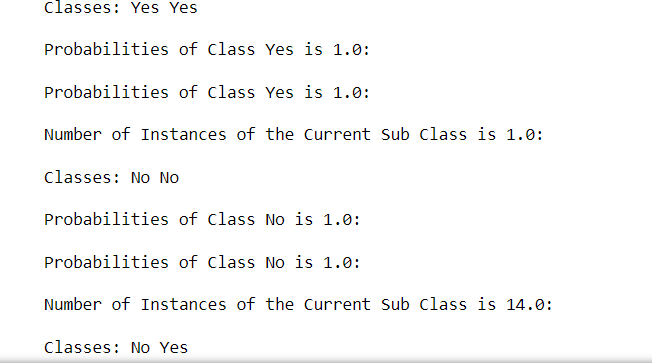 Classes: Yes Yes
Probabilities of Class Yes is 1.0:
Probabilities of Class Yes is 1.0:
Number of Instances of the Current Sub Class is 1.0:
Classes: No No
Probabilities of Class No is 1.0:
Probabilities of Class No is 1.0:
Number of Instances of the Current Sub Class is 14.0:
Classes: No Yes